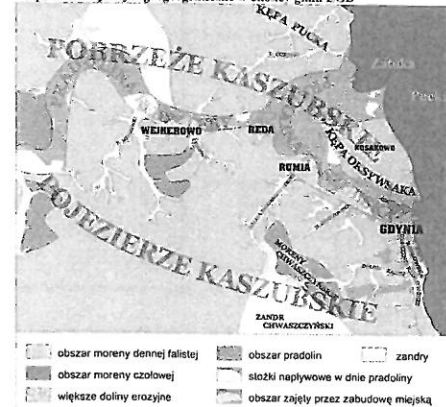 KĘPA PUCKA
Zatoka
Puck
POBRZEŻE KASZUBSKIE
WEJHEROWO
REDA
KOSAKOWO
KĘPA OKSYWSKA
RUMIA
GDYNIA
POJEZIERZE KASZUBSKIE
MORENY
CHWASZCZYŃSKIE
ZANDR
CHWASZCZYŃSKI
obszar moreny dennej falistej
obszar pradolin
zandry
obszar moreny czołowej
stożki napływowe w dnie pradoliny
większe doliny erozyjne
obszar zajęty przez zabudowę miejską